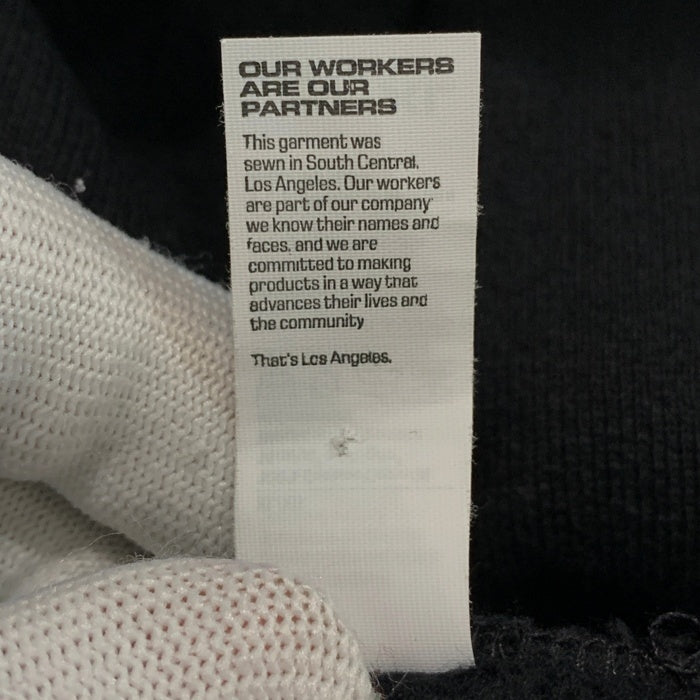 OUR WORKERS
ARE OUR
PARTNERS
This garment was
sewn in South Central,
Los Angeles. Our workers
are part of our company
we know their names and
faces, and we are
committed to making
products in a way that
advances their lives and
the community
That's Los Angeles.